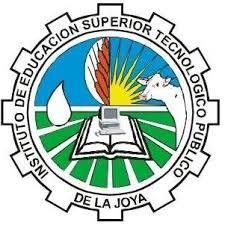 INSTITUTO DE EDUCACION SUPERIOR TECNOLOGICO PUBLICO
DE LA JOYA